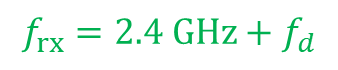 f_rx = 2.4 GHz + f_d